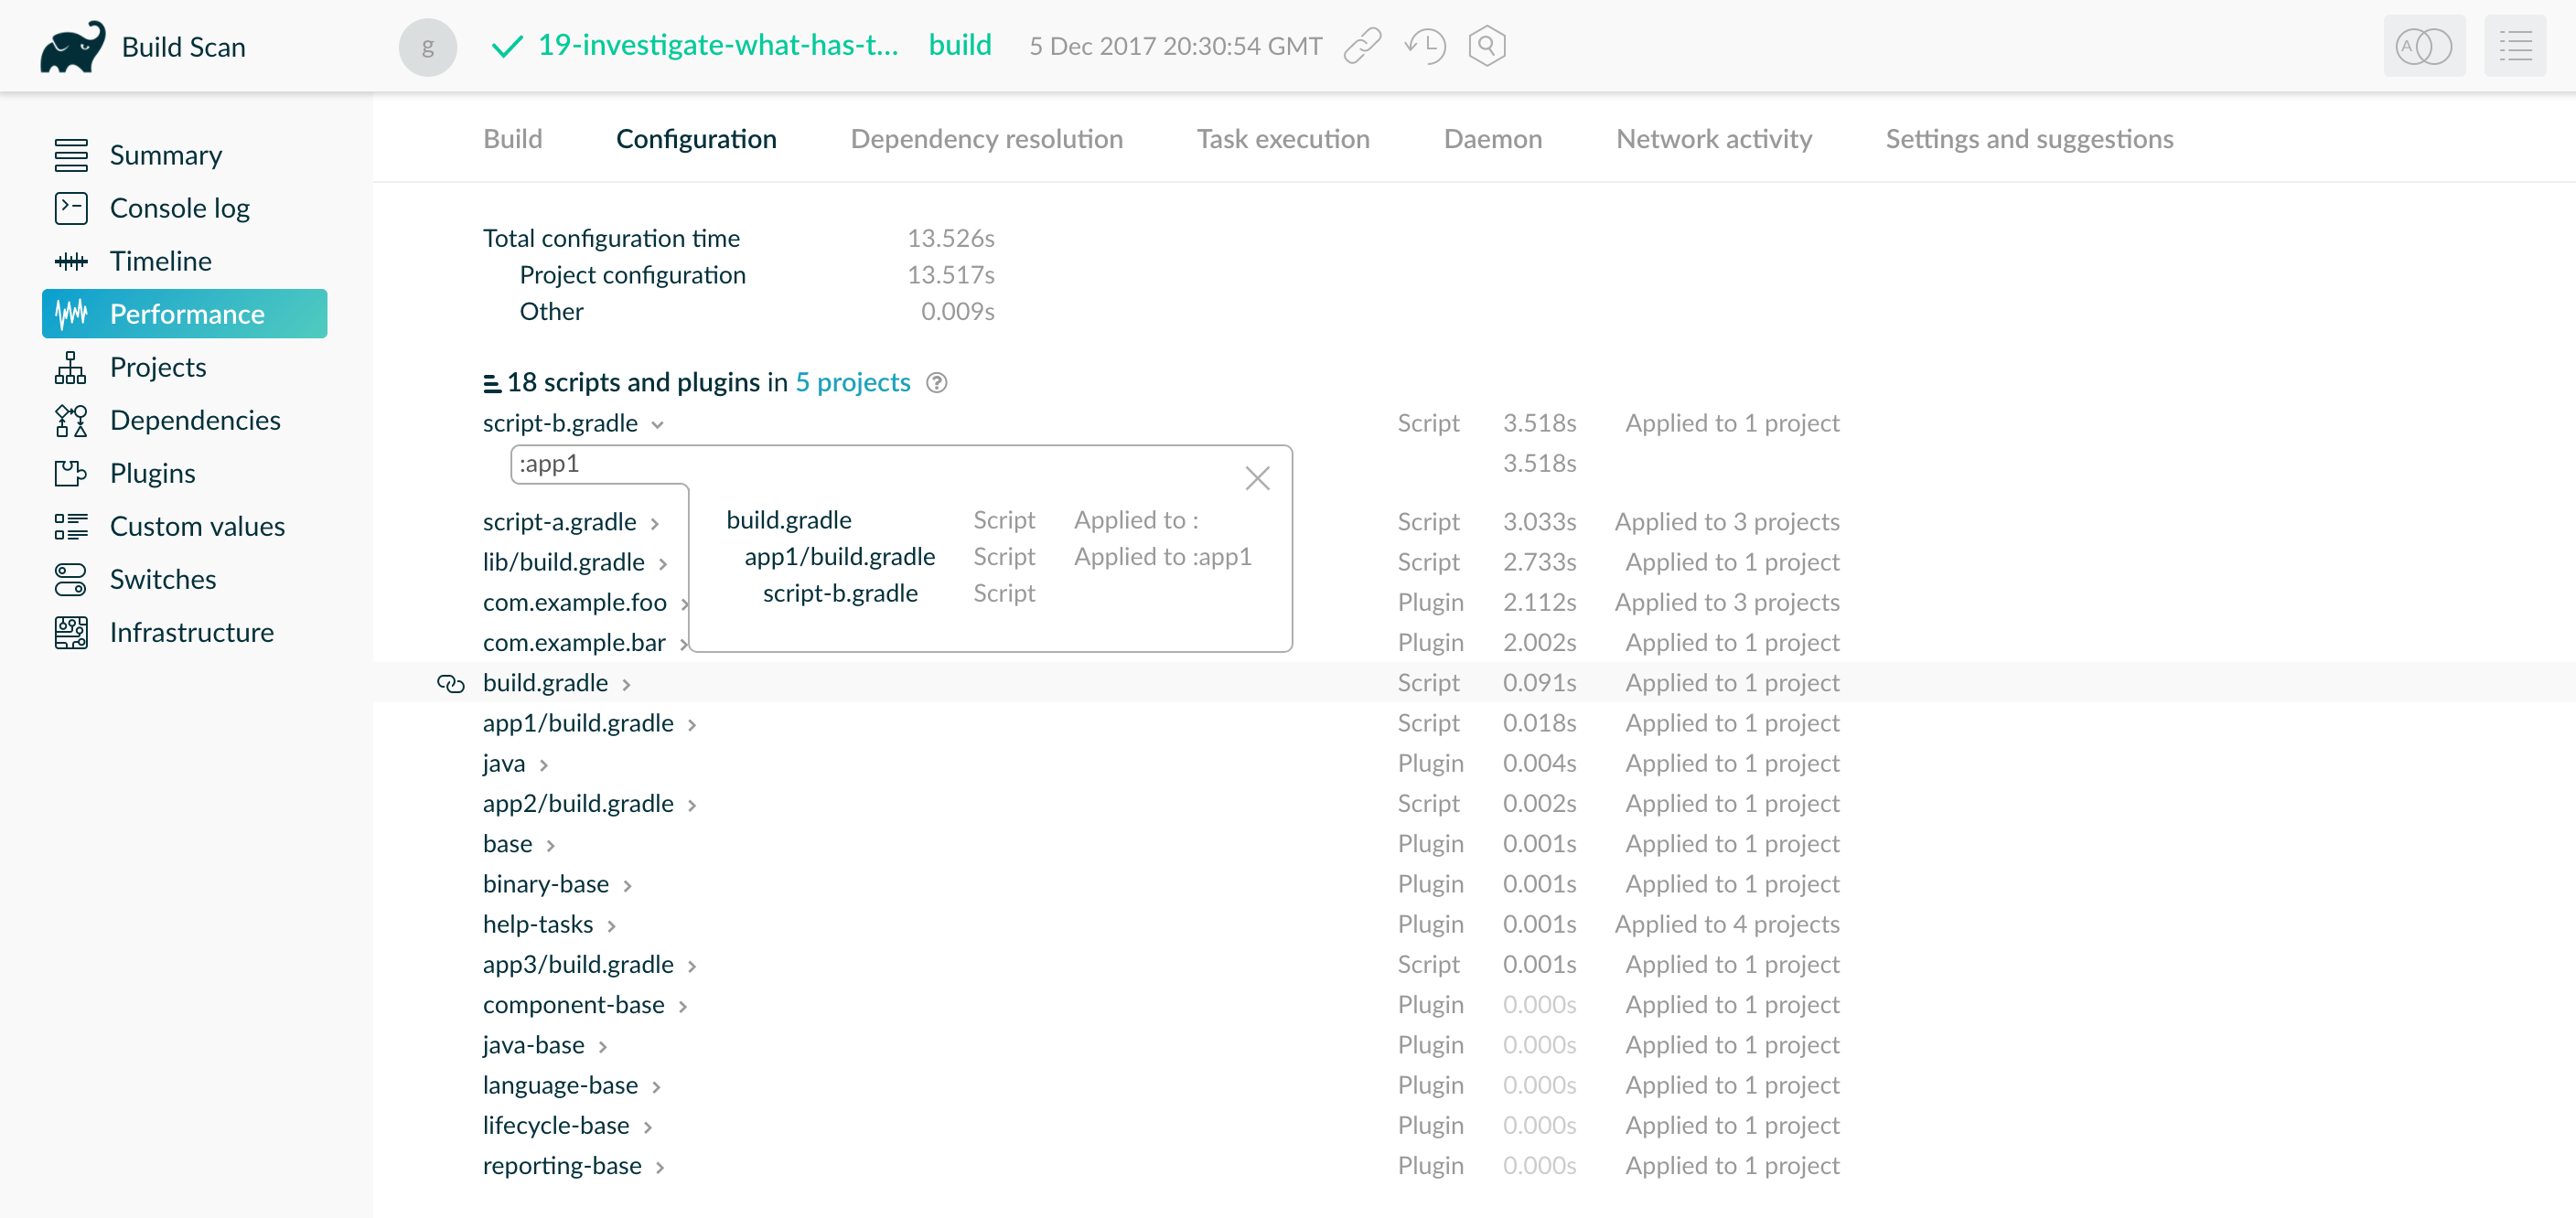 Build Scan
g 19-investigate-what-has-t... build 5 Dec 2017 20:30:54 GMT
A
Summary
Console log
Timeline
Performance
Projects
Dependencies
Plugins
Custom values
Switches
Infrastructure
Build Configuration Dependency resolution Task execution Daemon Network activity Settings and suggestions
Total configuration time 13.526s
Project configuration 13.517s
Other 0.009s
18 scripts and plugins in 5 projects ?
script-b.gradle Script 3.518s Applied to 1 project
:app1 3.518s
build.gradle Script Applied to :
app1/build.gradle Script Applied to :app1
script-b.gradle Script
script-a.gradle Script 3.033s Applied to 3 projects
lib/build.gradle Script 2.733s Applied to 1 project
com.example.foo Plugin 2.112s Applied to 3 projects
com.example.bar Plugin 2.002s Applied to 1 project
build.gradle Script 0.091s Applied to 1 project
app1/build.gradle Script 0.018s Applied to 1 project
java Plugin 0.004s Applied to 1 project
app2/build.gradle Script 0.002s Applied to 1 project
base Plugin 0.001s Applied to 1 project
binary-base Plugin 0.001s Applied to 1 project
help-tasks Plugin 0.001s Applied to 4 projects
app3/build.gradle Script 0.001s Applied to 1 project
component-base Plugin 0.000s Applied to 1 project
java-base Plugin 0.000s Applied to 1 project
language-base Plugin 0.000s Applied to 1 project
lifecycle-base Plugin 0.000s Applied to 1 project
reporting-base Plugin 0.000s Applied to 1 project